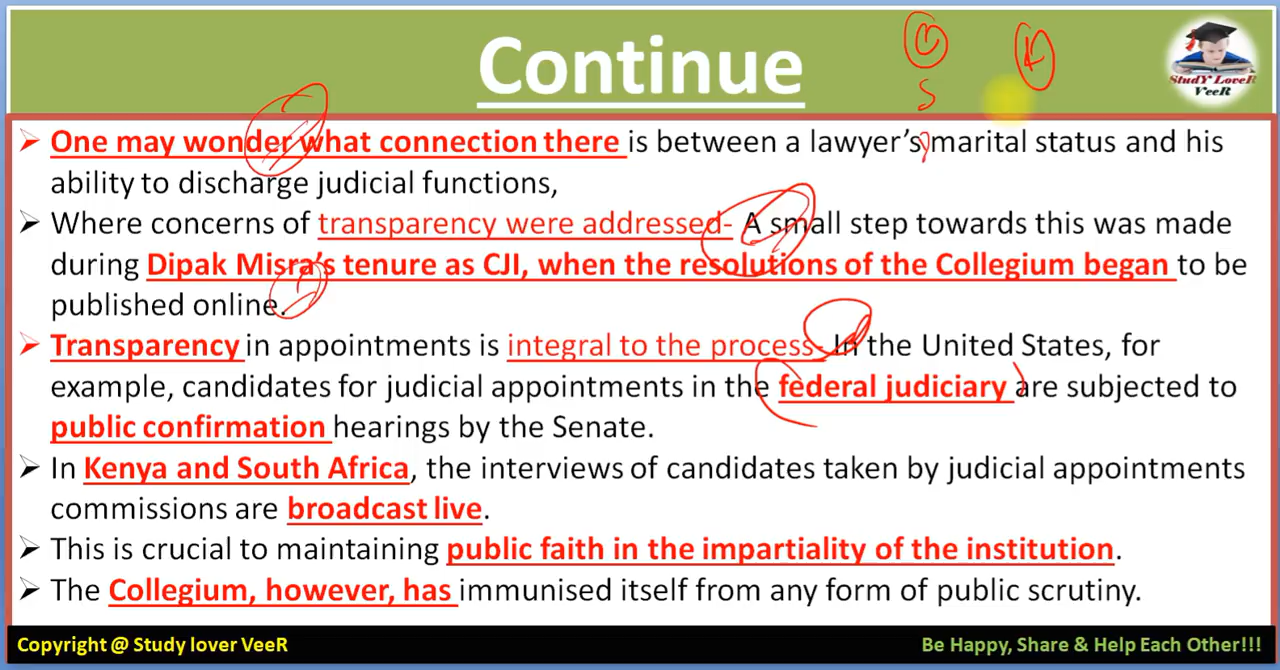 Continue
StudY LoveR
VeeR
➢ One may wonder what connection there is between a lawyer's marital status and his
ability to discharge judicial functions,
➢ Where concerns of transparency were addressed- A small step towards this was made
during Dipak Misra's tenure as CJI, when the resolutions of the Collegium began to be
published online.
➢ Transparency in appointments is integral to the process- In the United States, for
example, candidates for judicial appointments in the federal judiciary are subjected to
public confirmation hearings by the Senate.
➢ In Kenya and South Africa, the interviews of candidates taken by judicial appointments
commissions are broadcast live.
➢ This is crucial to maintaining public faith in the impartiality of the institution.
➢ The Collegium, however, has immunised itself from any form of public scrutiny.
Copyright @ Study lover VeeR
Be Happy, Share & Help Each Other!!!